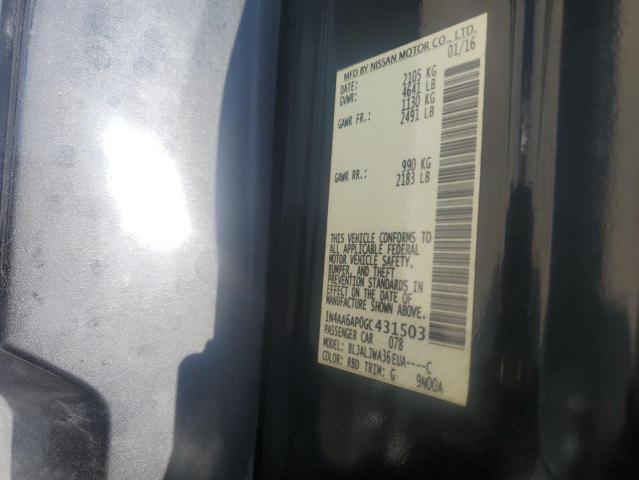 MFD BY NISSAN MOTOR CO., LTD.
DATE: 01/16
GVWR: 2105 KG
4641 LB
GAWR FR.: 1130 KG
2491 LB
GAWR RR.: 990 KG
2183 LB
THIS VEHICLE CONFORMS TO
ALL APPLICABLE FEDERAL
MOTOR VEHICLE SAFETY,
BUMPER, AND THEFT
PREVENTION STANDARDS IN
EFFECT ON THE DATE OF
MANUFACTURE SHOWN ABOVE.
1N4AA6AP0GC431503
PASSENGER CAR 078
MODEL: BLJALJWA36EUA----C
COLOR: RBD TRIM: G 9N00A